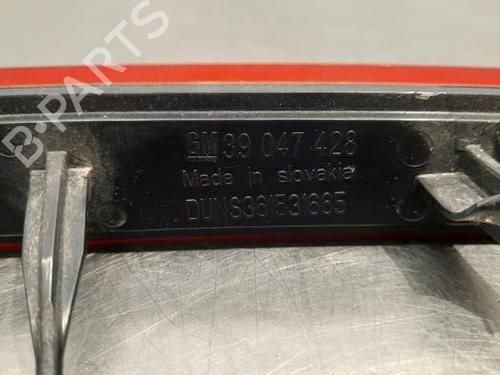 GM 39 047 428
Made in slovakia
DUNS361531665
B-PARTS